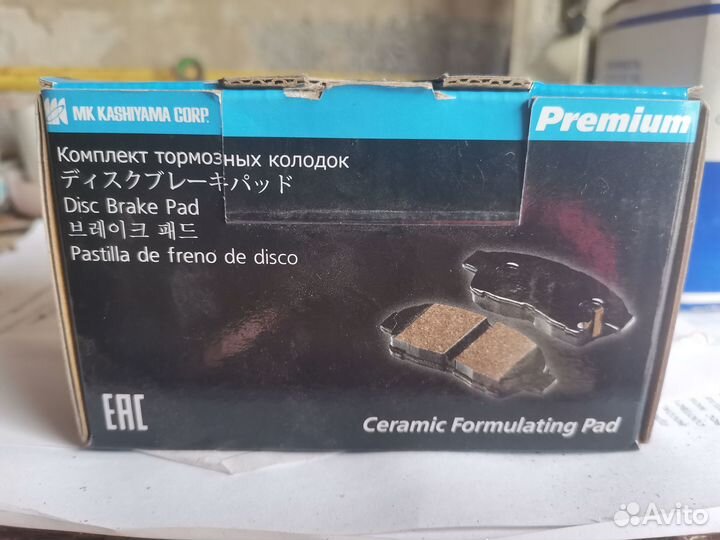 MK KASHIYAMA CORP.
Premium
Комплект тормозных колодок
ディスクブレーキパッド
Disc Brake Pad
브레이크 패드
Pastilla de freno de disco
EAC
Ceramic Formulating Pad
Avito